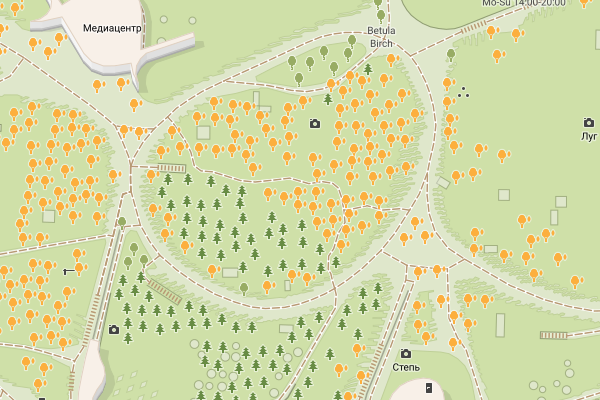 Mo-Su 14:00-20:00
Медиацентр
Betula
Birch
Луг
Степь